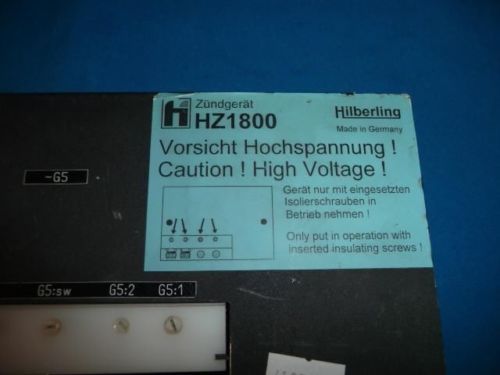 Zündgerät
HZ1800
Hilberling
Made in Germany
Vorsicht Hochspannung !
Caution ! High Voltage !
Gerät nur mit eingesetzten
Isolierschrauben in
Betrieb nehmen !
Only put in operation with
inserted insulating screws !
~G5
G5:sw G5:2 G5:1